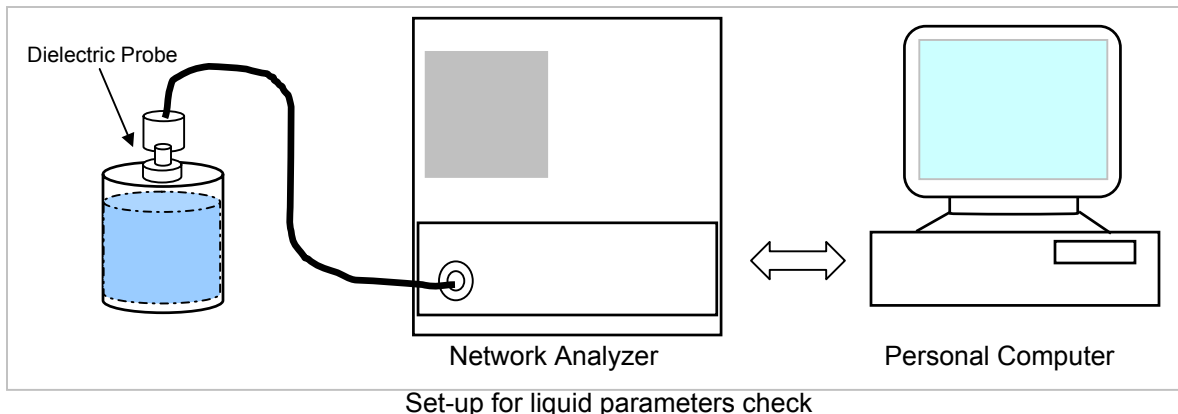 Dielectric Probe
Network Analyzer
Personal Computer
Set-up for liquid parameters check